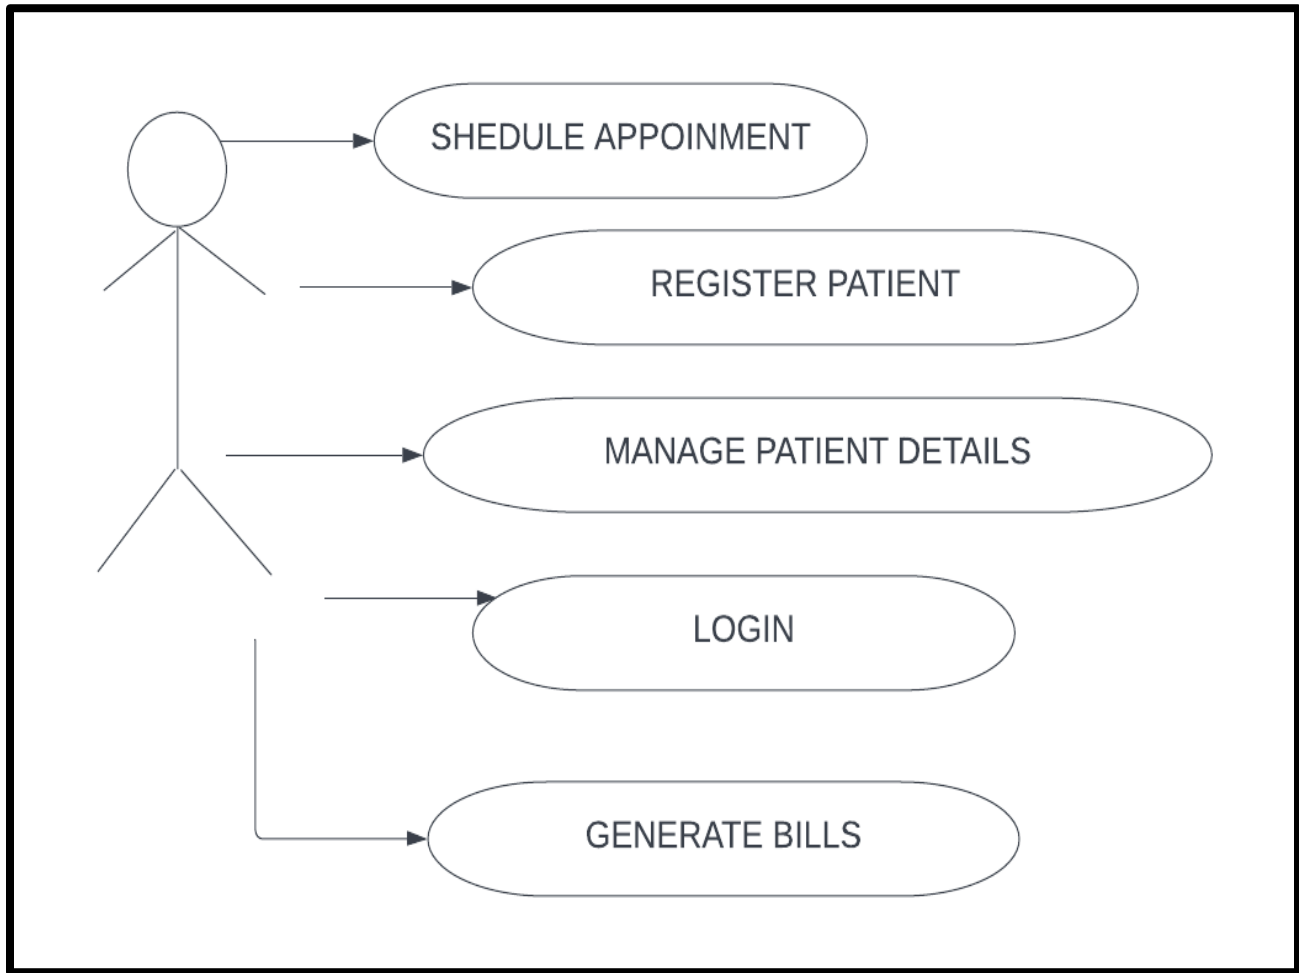 SHEDULE APPOINMENT
REGISTER PATIENT
MANAGE PATIENT DETAILS
LOGIN
GENERATE BILLS